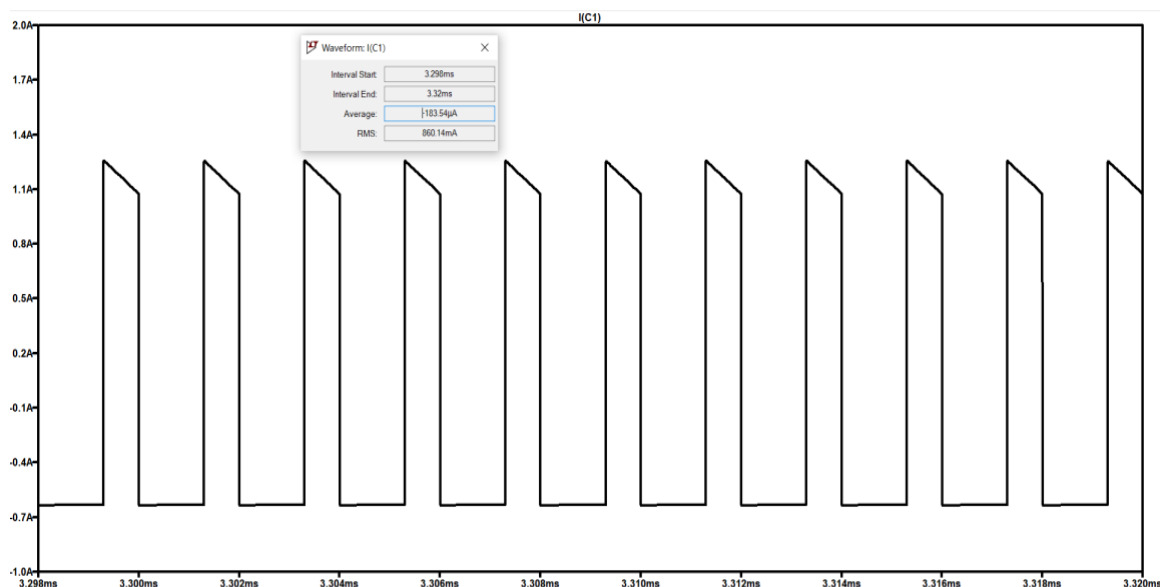 I(C1)
2.0A
Waveform: I(C1)
Interval Start: 3.298ms
Interval End: 3.32ms
Average: -183.54µA
RMS: 860.14mA
1.7A
1.4A
1.1A
0.8A
0.5A
0.2A
-0.1A
-0.4A
-0.7A
-1.0A
3.298ms 3.300ms 3.302ms 3.304ms 3.306ms 3.308ms 3.310ms 3.312ms 3.314ms 3.316ms 3.318ms 3.320ms